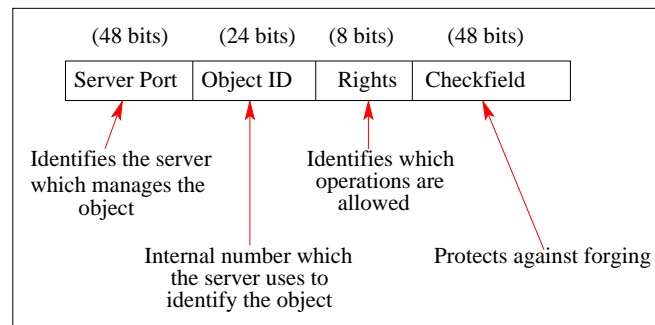 (48 bits) (24 bits) (8 bits) (48 bits)
Server Port Object ID Rights Checkfield
Identifies the server
which manages the
object
Identifies which
operations are
allowed
Internal number which
the server uses to
identify the object
Protects against forging